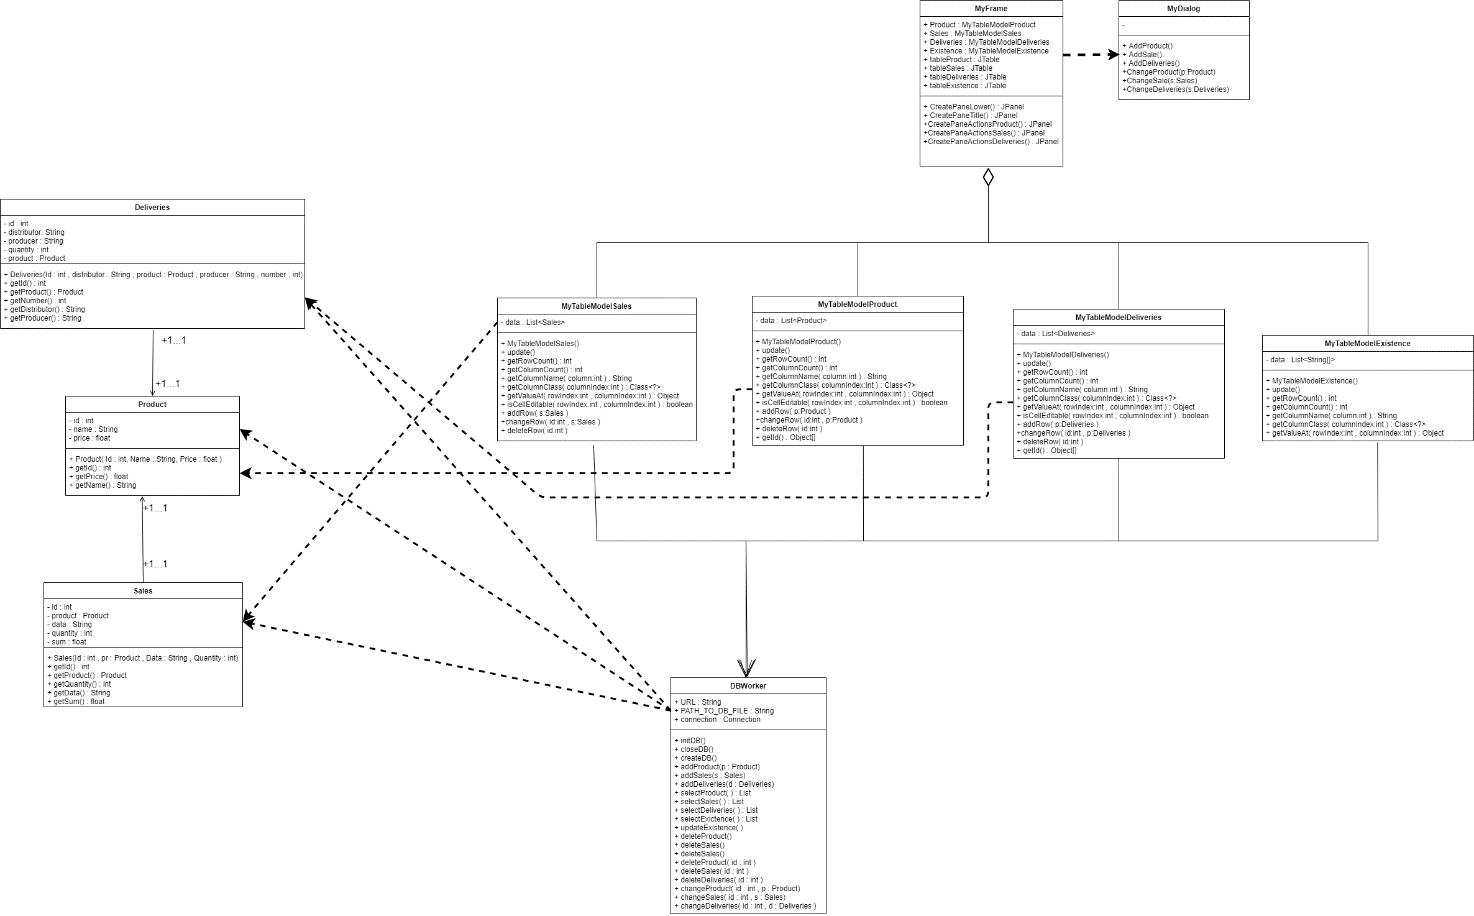 MyFrame
+ Product : MyTableModelProduct
+ Sales : MyTableModelSales
+ Deliveries : MyTableModelDeliveries
+ Existence : MyTableModelExistence
+ tableProduct : JTable
+ tableSales : JTable
+ tableDeliveries : JTable
+ tableExistence : JTable
+ CreatePaneLower() : JPanel
+ CreatePaneTitle() : JPanel
+CreatePaneActionsProduct() : JPanel
+CreatePaneActionsSales() : JPanel
+CreatePaneActionsDeliveries() : JPanel
MyDialog
-
+ AddProduct()
+ AddSale()
+ AddDeliveries()
+ChangeProduct(p:Product)
+ChangeSale(s:Sales)
+ChangeDeliveries(s:Deliveries)
Deliveries
- id : int
- distributor: String
- producer : String
- quantity : int
- product : Product
+ Deliveries(Id : int , distributor : String , product : Product , producer : String , number : int)
+ getId() : int
+ getProduct() : Product
+ getNumber() : int
+ getDistributor() : String
+ getProducer() : String
+1...1
+1...1
Product
- id : int
- name : String
- price : float
+ Product( Id : int, Name : String, Price : float )
+ getId() : int
+ getPrice() : float
+ getName() : String
+1...1
+1...1
Sales
- id : int
- product : Product
- data : String
- quantity : int
- sum : float
+ Sales(Id : int , pr : Product , Data : String , Quantity : int)
+ getId() : int
+ getProduct() : Product
+ getQuantity() : int
+ getData() : String
+ getSum() : float
MyTableModelSales
- data : List<Sales>
+ MyTableModelSales()
+ update()
+ getRowCount() : int
+ getColumnCount() : int
+ getColumnName( column:int ) : String
+ getColumnClass( columnIndex:int ) : Class<?>
+ getValueAt( rowIndex:int , columnIndex:int ) : Object
+ isCellEditable( rowIndex:int , columnIndex:int ) : boolean
+ addRow( s:Sales )
+changeRow( id:int , s:Sales )
+ deleteRow( id:int )
MyTableModelProduct
- data : List<Product>
+ MyTableModelProduct()
+ update()
+ getRowCount() : int
+ getColumnCount() : int
+ getColumnName( column:int ) : String
+ getColumnClass( columnIndex:int ) : Class<?>
+ getValueAt( rowIndex:int , columnIndex:int ) : Object
+ isCellEditable( rowIndex:int , columnIndex:int ) : boolean
+ addRow( p:Product )
+changeRow( id:int , p:Product )
+ deleteRow( id:int )
+ getId() : Object[]
MyTableModelDeliveries
- data : List<Deliveries>
+ MyTableModelDeliveries()
+ update()
+ getRowCount() : int
+ getColumnCount() : int
+ getColumnName( column:int ) : String
+ getColumnClass( columnIndex:int ) : Class<?>
+ getValueAt( rowIndex:int , columnIndex:int ) : Object
+ isCellEditable( rowIndex:int , columnIndex:int ) : boolean
+ addRow( p:Deliveries )
+changeRow( id:int , p:Deliveries )
+ deleteRow( id:int )
+ getId() : Object[]
MyTableModelExistence
- data : List<String[]>
+ MyTableModelExistence()
+ update()
+ getRowCount() : int
+ getColumnCount() : int
+ getColumnName( column:int ) : String
+ getColumnClass( columnIndex:int ) : Class<?>
+ getValueAt( rowIndex:int , columnIndex:int ) : Object
DBWorker
+ URL : String
+ PATH_TO_DB_FILE : String
+ connection : Connection
+ initDB()
+ closeDB()
+ createDB()
+ addProduct(p : Product)
+ addSales(s : Sales)
+ addDeliveries(d : Deliveries)
+ selectProduct( ) : List
+ selectSales( ) : List
+ selectDeliveries( ) : List
+ selectExictence( ) : List
+ updateExistence( )
+ deleteProduct()
+ deleteSales()
+ deleteSales()
+ deleteProduct( id : int )
+ deleteSales( id : int )
+ deleteDeliveries( id : int )
+ changeProduct( id : int , p : Product)
+ changeSales( id : int , s : Sales)
+ changeDeliveries( id : int , d : Deliveries )